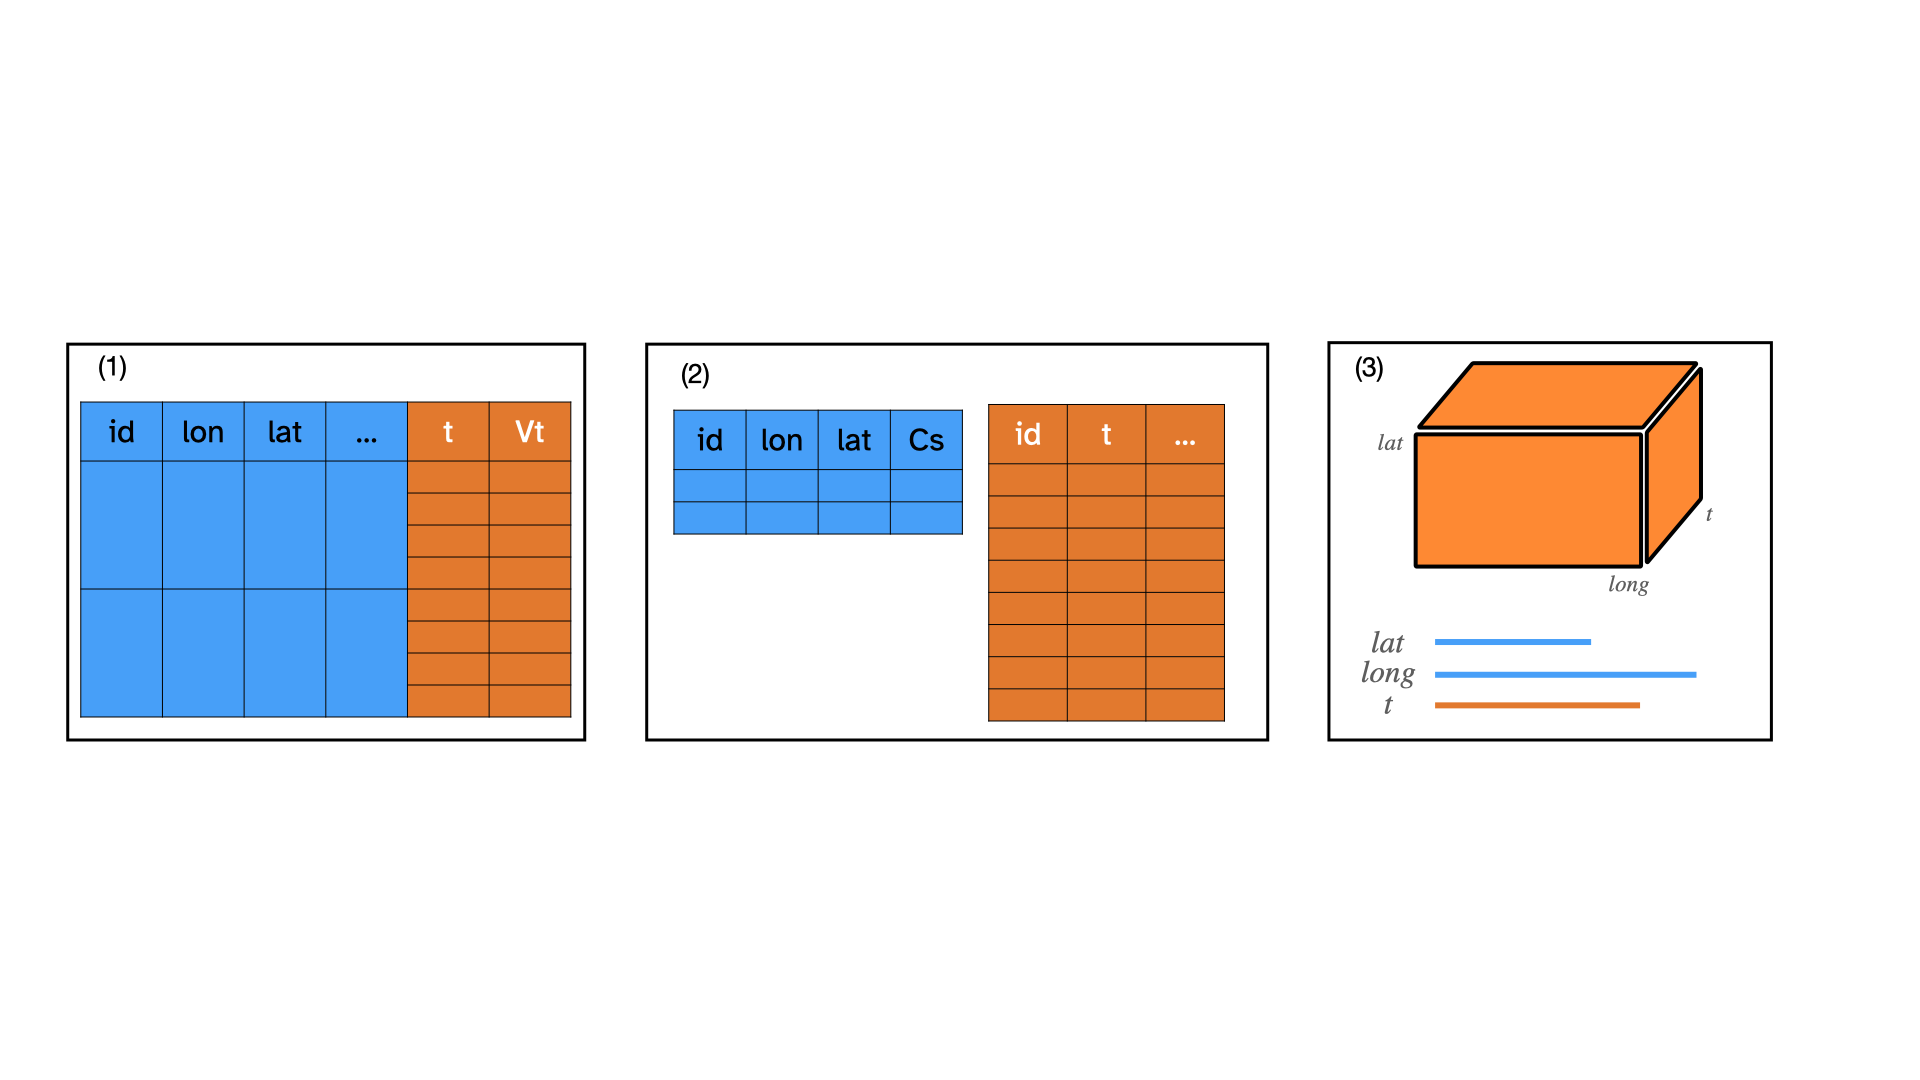 (1)
id lon lat ... t Vt
(2)
id lon lat Cs
id t ...
(3)
lat
t
long
lat
long
t